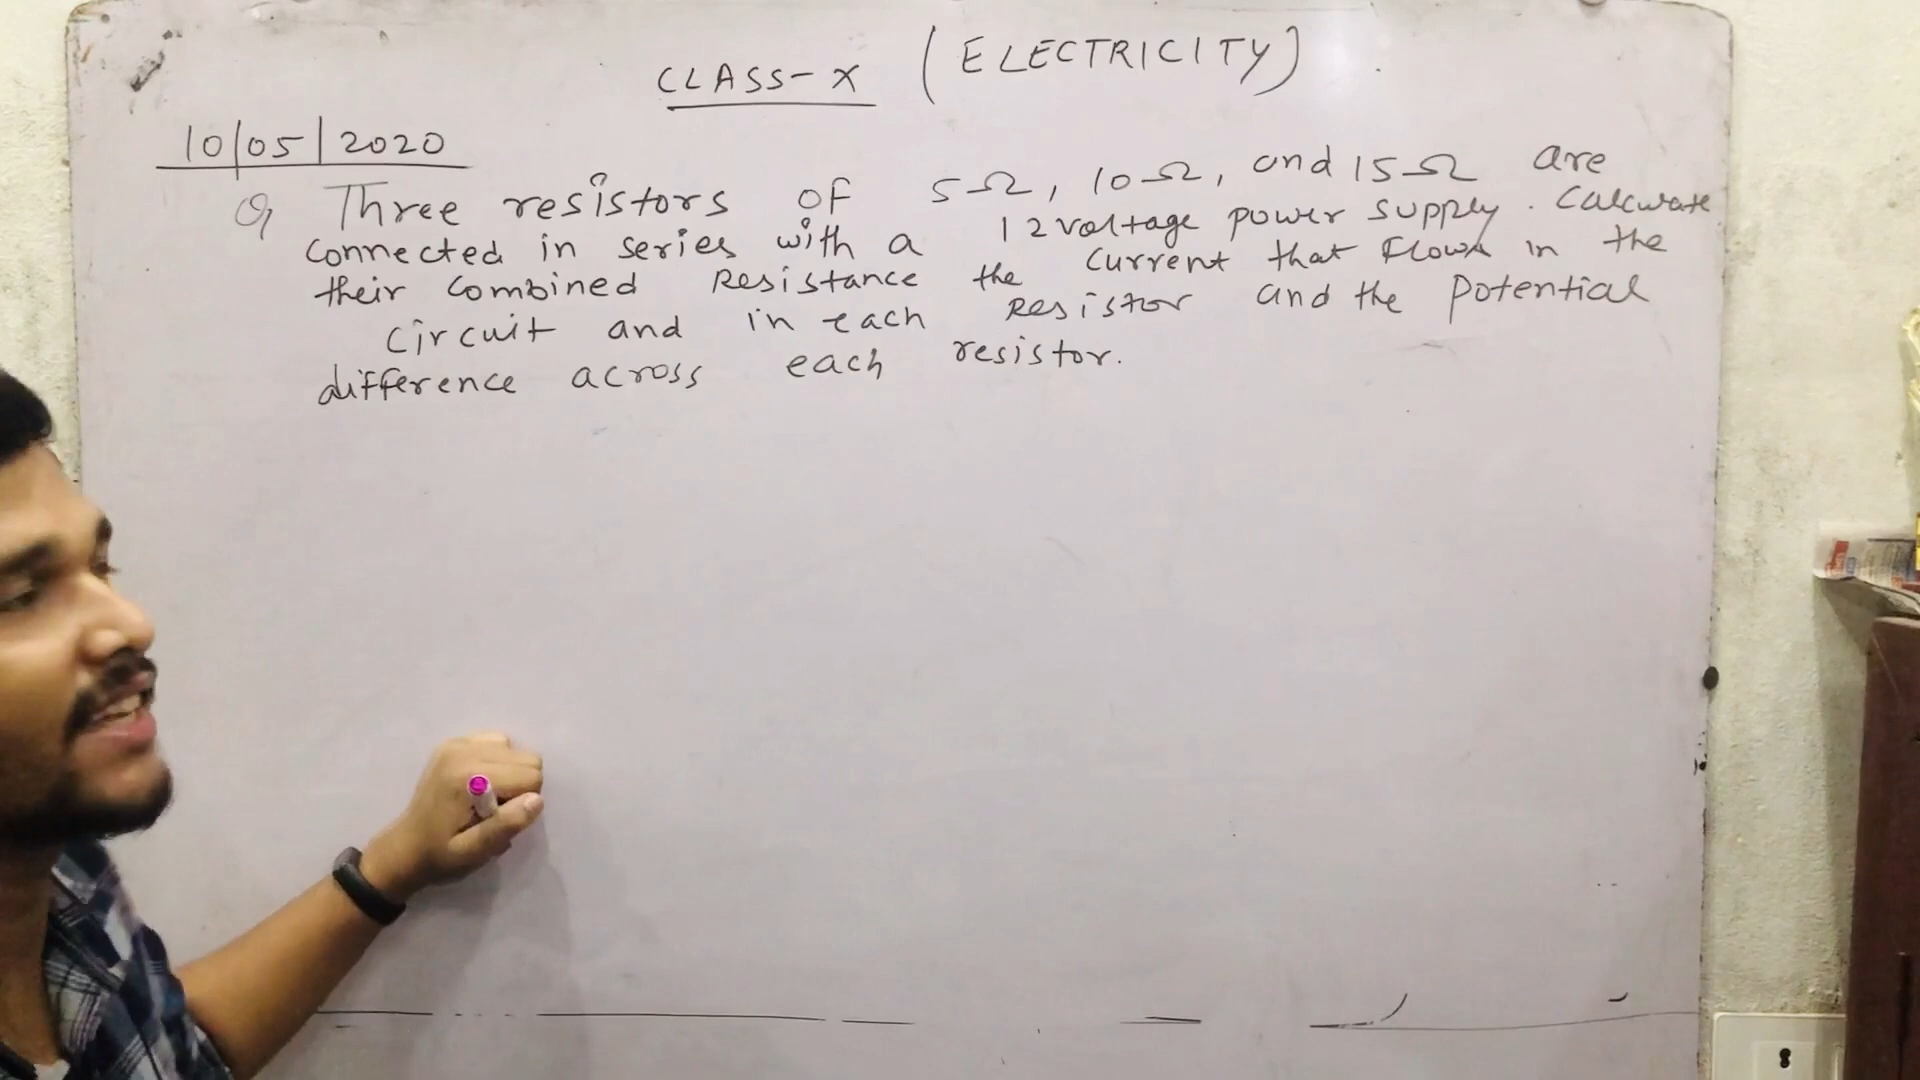 CLASS-X (ELECTRICITY)
10/05/2020
Q Three resistors of 5Ω, 10Ω, and 15Ω are
connected in series with a 12 voltage power supply. Calculate
their combined Resistance the current that flows in the
circuit and in each Resistor and the potential
difference across each resistor.